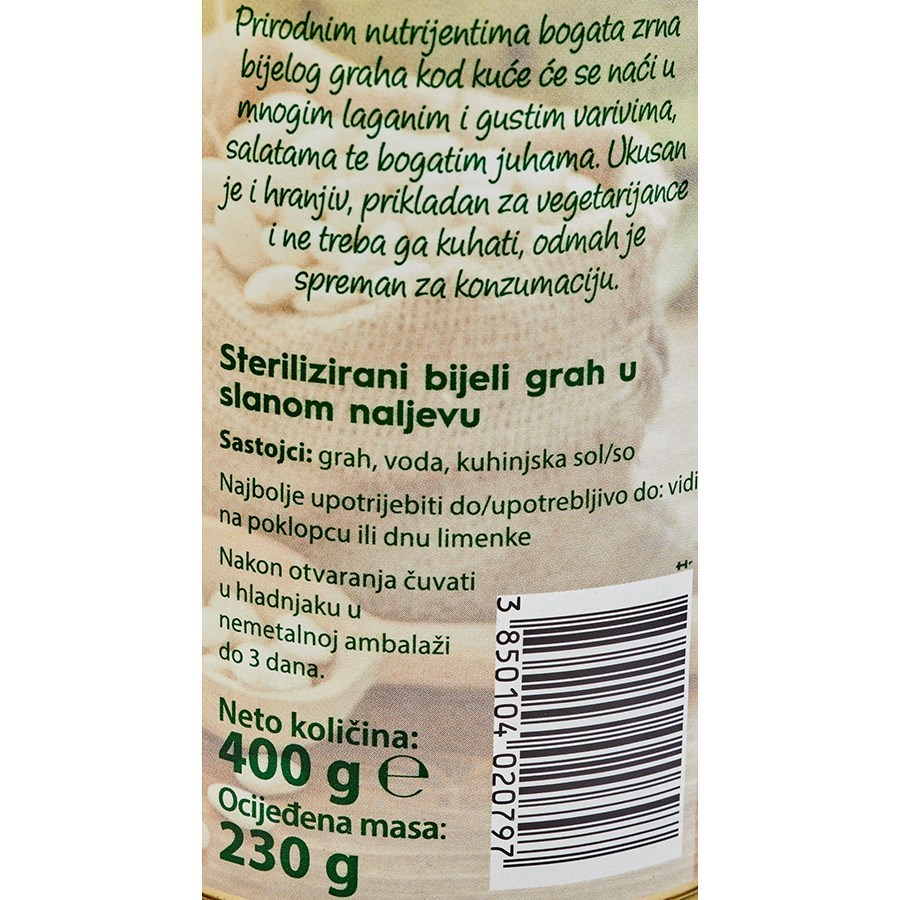 Prirodnim nutrijentima bogata zrna
bijelog graha kod kuće će se naći u
mnogim laganim i gustim varivima,
salatama te bogatim juhama. Ukusan
je i hranjiv, prikladan za vegetarijance
i ne treba ga kuhati, odmah je
spreman za konzumaciju.
Sterilizirani bijeli grah u
slanom naljevu
Sastojci: grah, voda, kuhinjska sol/so
Najbolje upotrijebiti do/upotrebljivo do: vidi
na poklopcu ili dnu limenke
Nakon otvaranja čuvati
u hladnjaku u
nemetalnoj ambalaži
do 3 dana.
Neto količina:
400 g ℮
Ocijeđena masa:
230 g
3 850104 020797